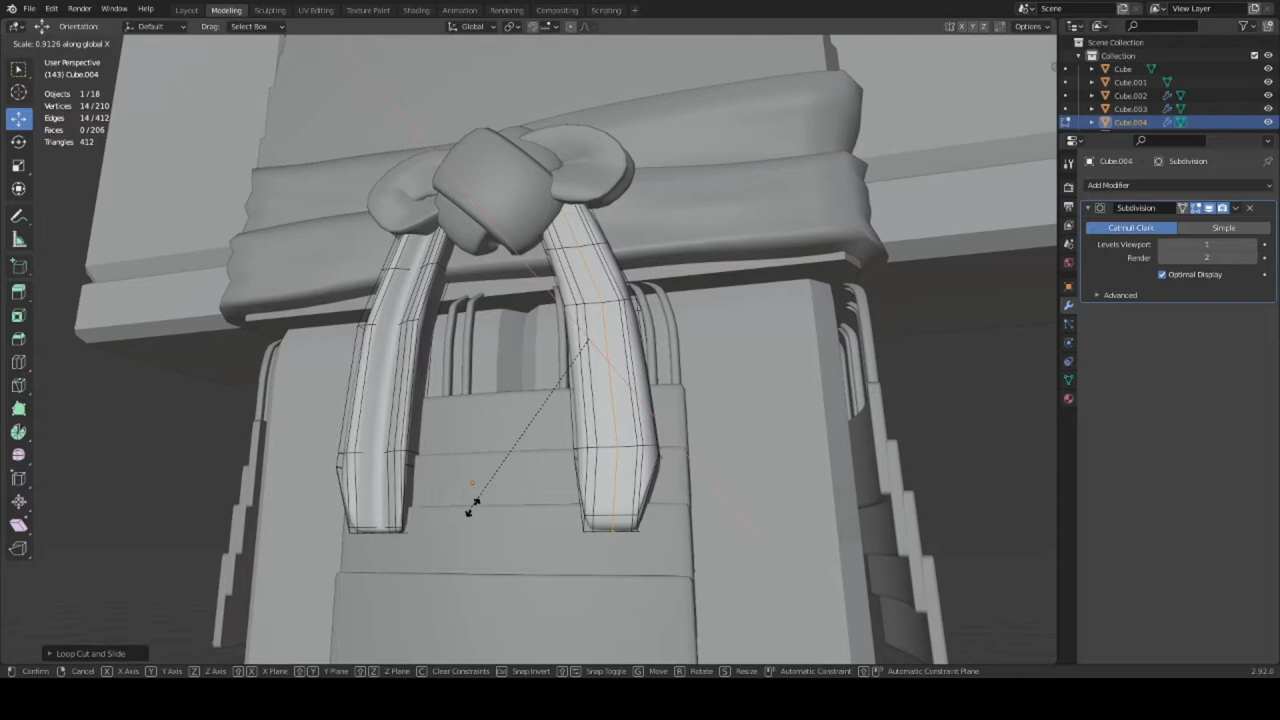 File Edit Render Window Help Layout Modeling Sculpting UV Editing Texture Paint Shading Animation Rendering Compositing Scripting + Scene View Layer
Orientation: Default Drag: Select Box Global X Y Z Options
Scale: 0.9126 along global X
User Perspective
(143) Cube.004
Objects 1/18
Vertices 14/210
Edges 14/412
Faces 0/206
Triangles 412
Scene Collection
Collection
Cube
Cube.001
Cube.002
Cube.003
Cube.004
Cube.004 Subdivision
Add Modifier
Subdivision
Catmull-Clark Simple
Levels Viewport 1
Render 2
Optimal Display
Advanced
Loop Cut and Slide
Confirm Cancel X X Axis Y Y Axis Z Z Axis X X Plane Y Y Plane Z Z Plane C Clear Constraints Snap Invert Snap Toggle G Move R Rotate S Resize Automatic Constraint Automatic Constraint Plane 2.92.0